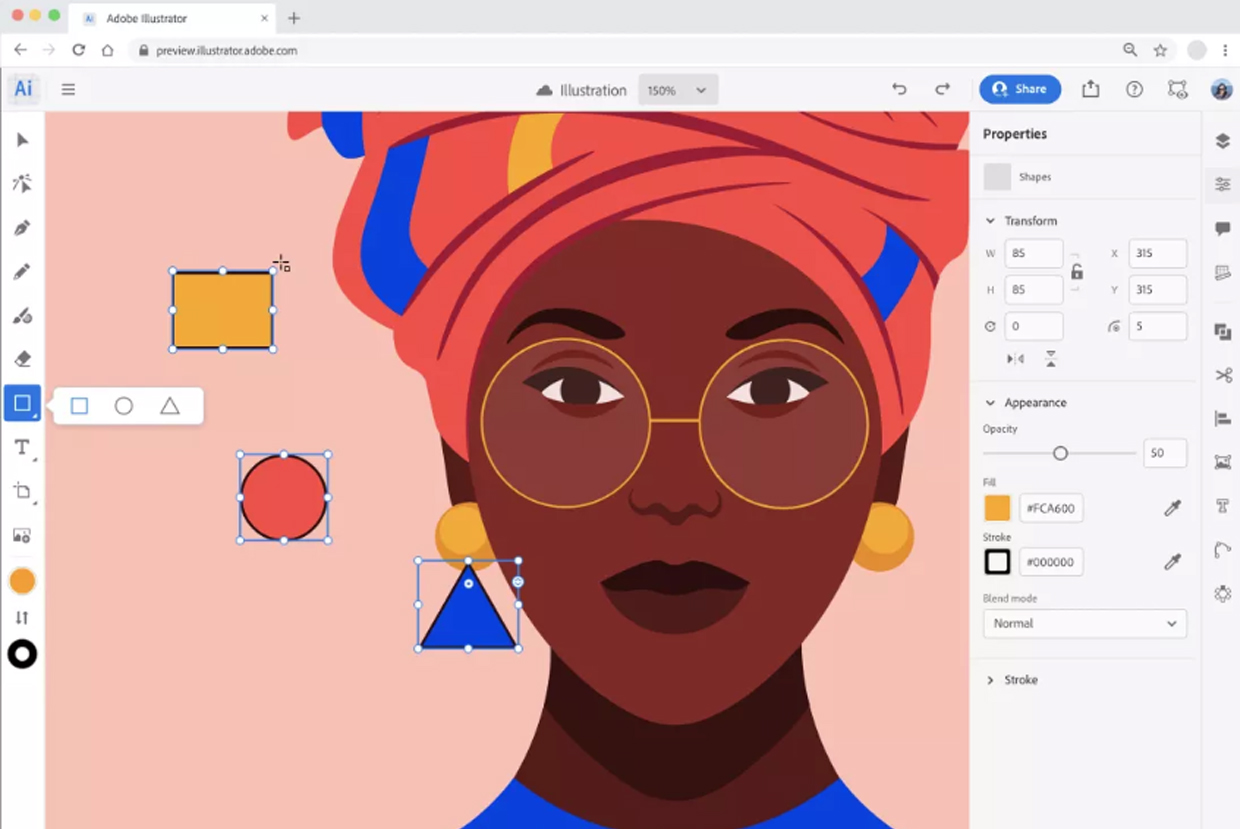 Ai Adobe Illustrator
preview.illustrator.adobe.com
Ai Illustration 150% Share
Properties
Shapes
Transform
W 85 X 315
H 85 Y 315
0 5
Appearance
Opacity
50
Fill
#FCA600
Stroke
#000000
Blend mode
Normal
Stroke